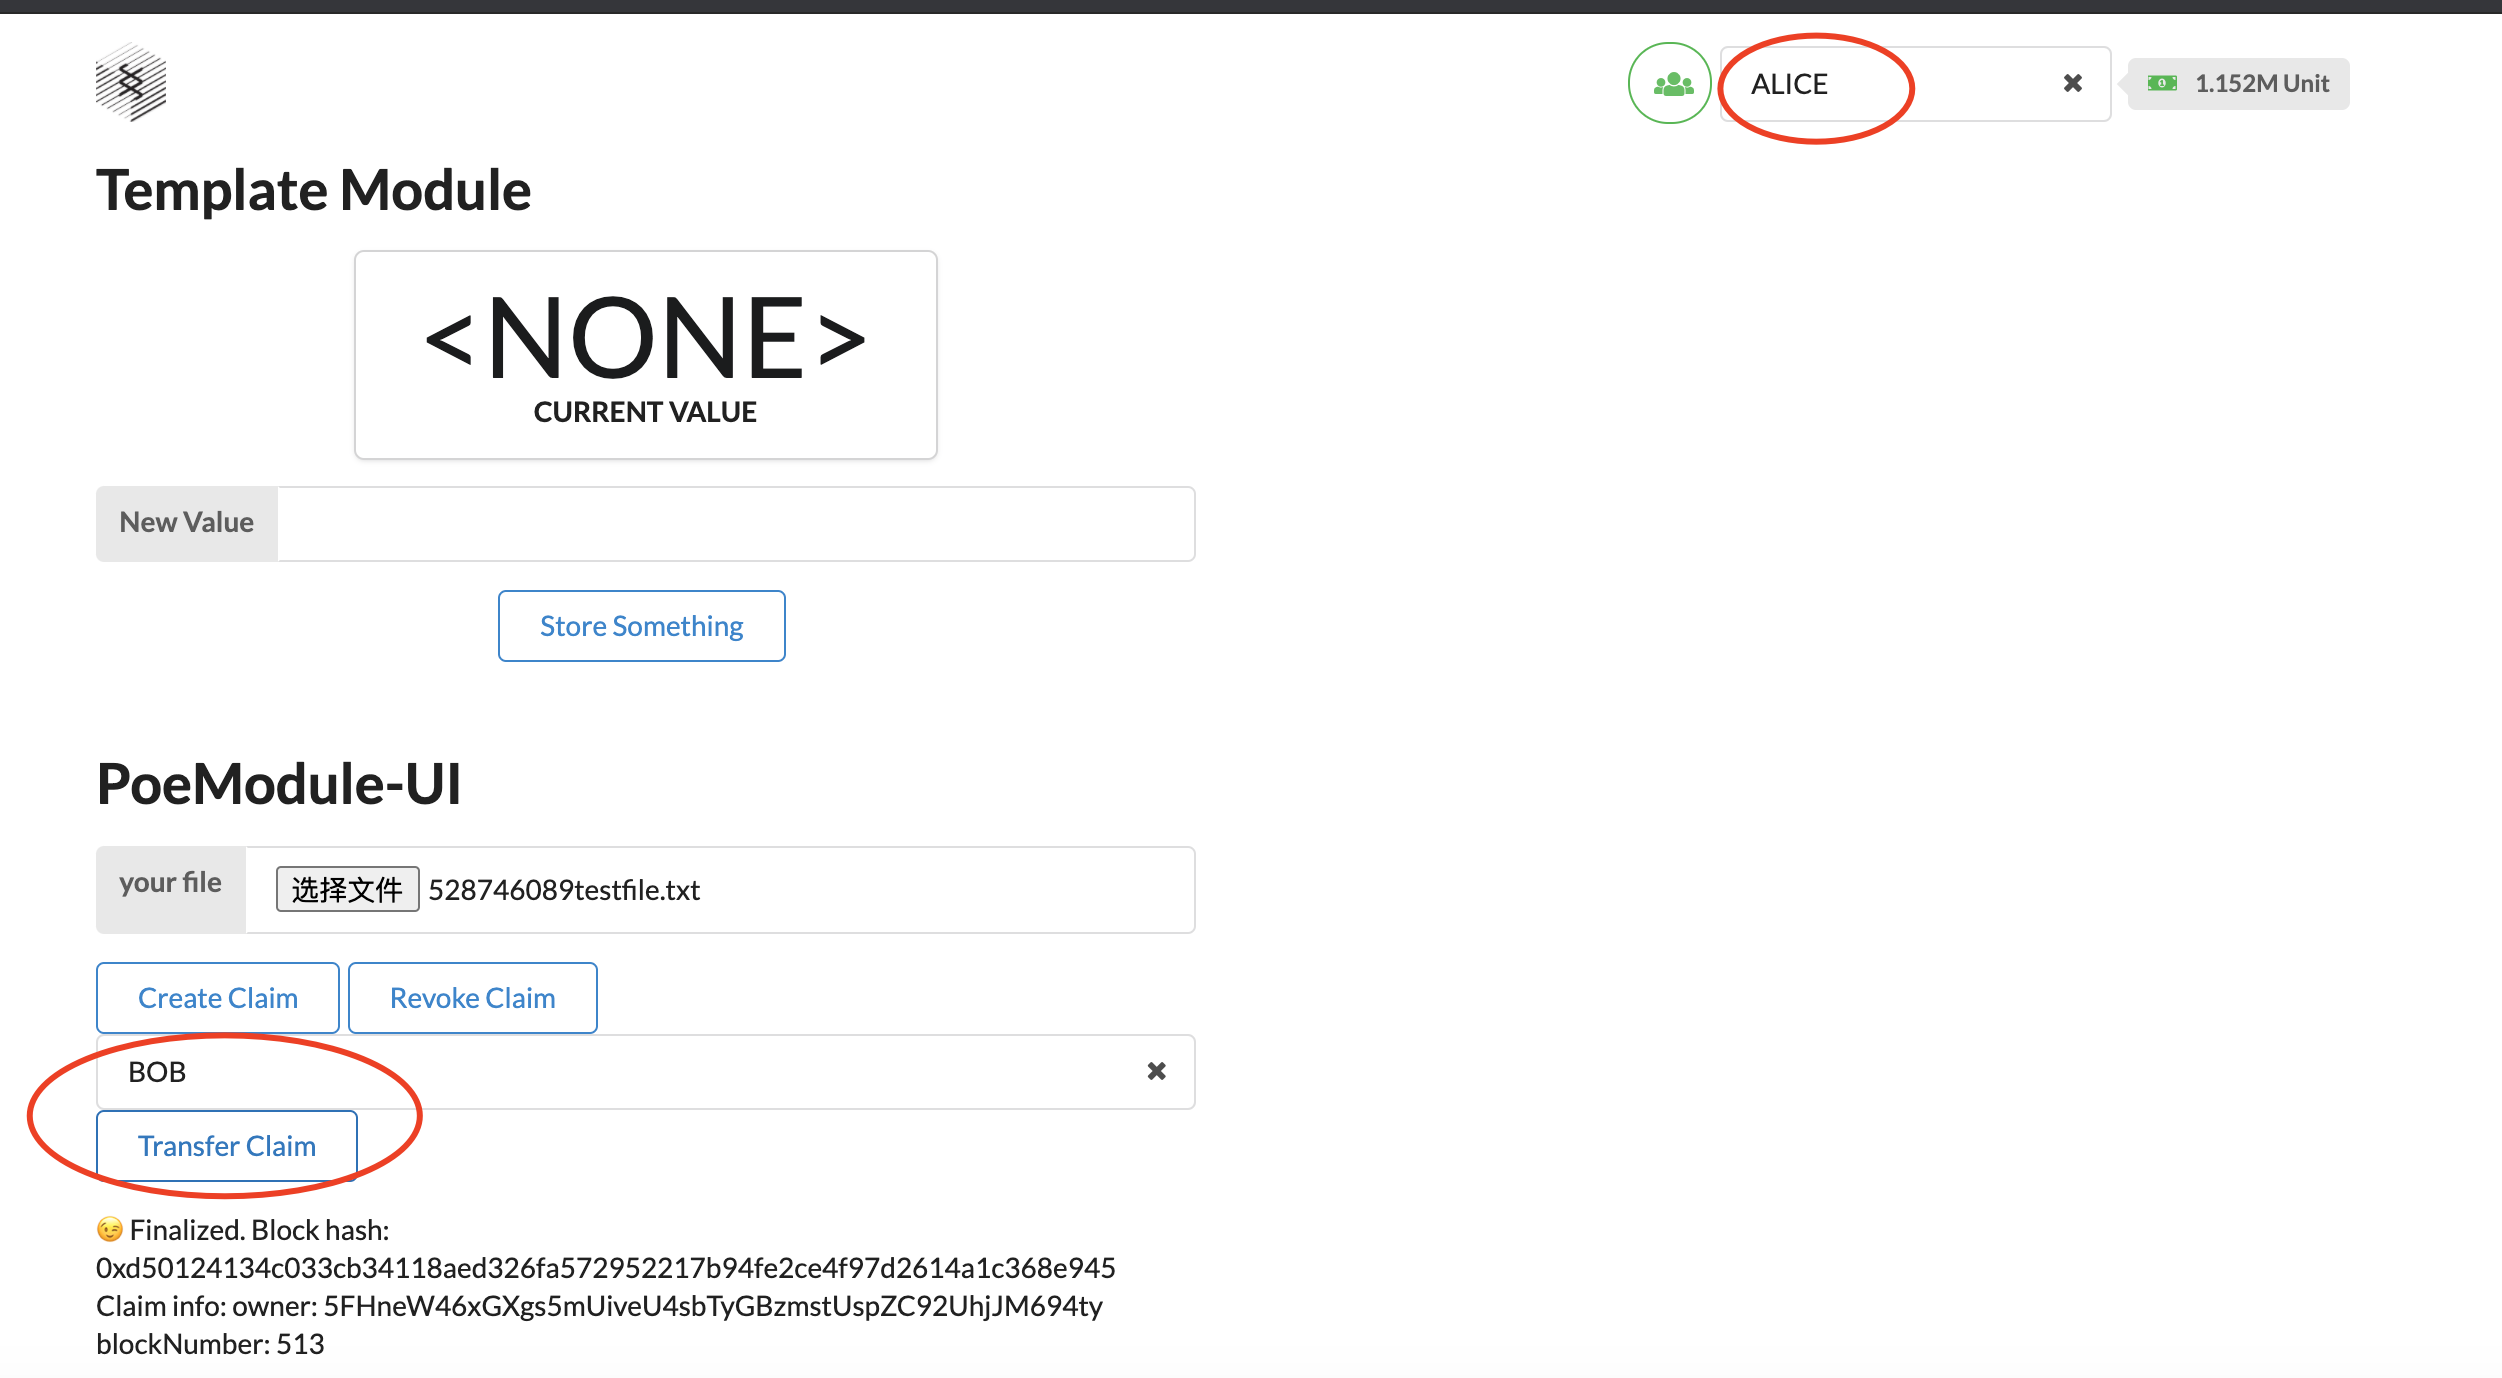 ALICE
1.152M Unit
Template Module
<NONE>
CURRENT VALUE
New Value
Store Something
PoeModule-UI
your file 选择文件 528746089testfile.txt
Create Claim Revoke Claim
BOB
Transfer Claim
😉 Finalized. Block hash:
0xd50124134c033cb34118aed326fa572952217b94fe2ce4f97d2614a1c368e945
Claim info: owner: 5FHneW46xGXgs5mUiveU4sbTyGBzmstUspZC92UhjJM694ty
blockNumber: 513